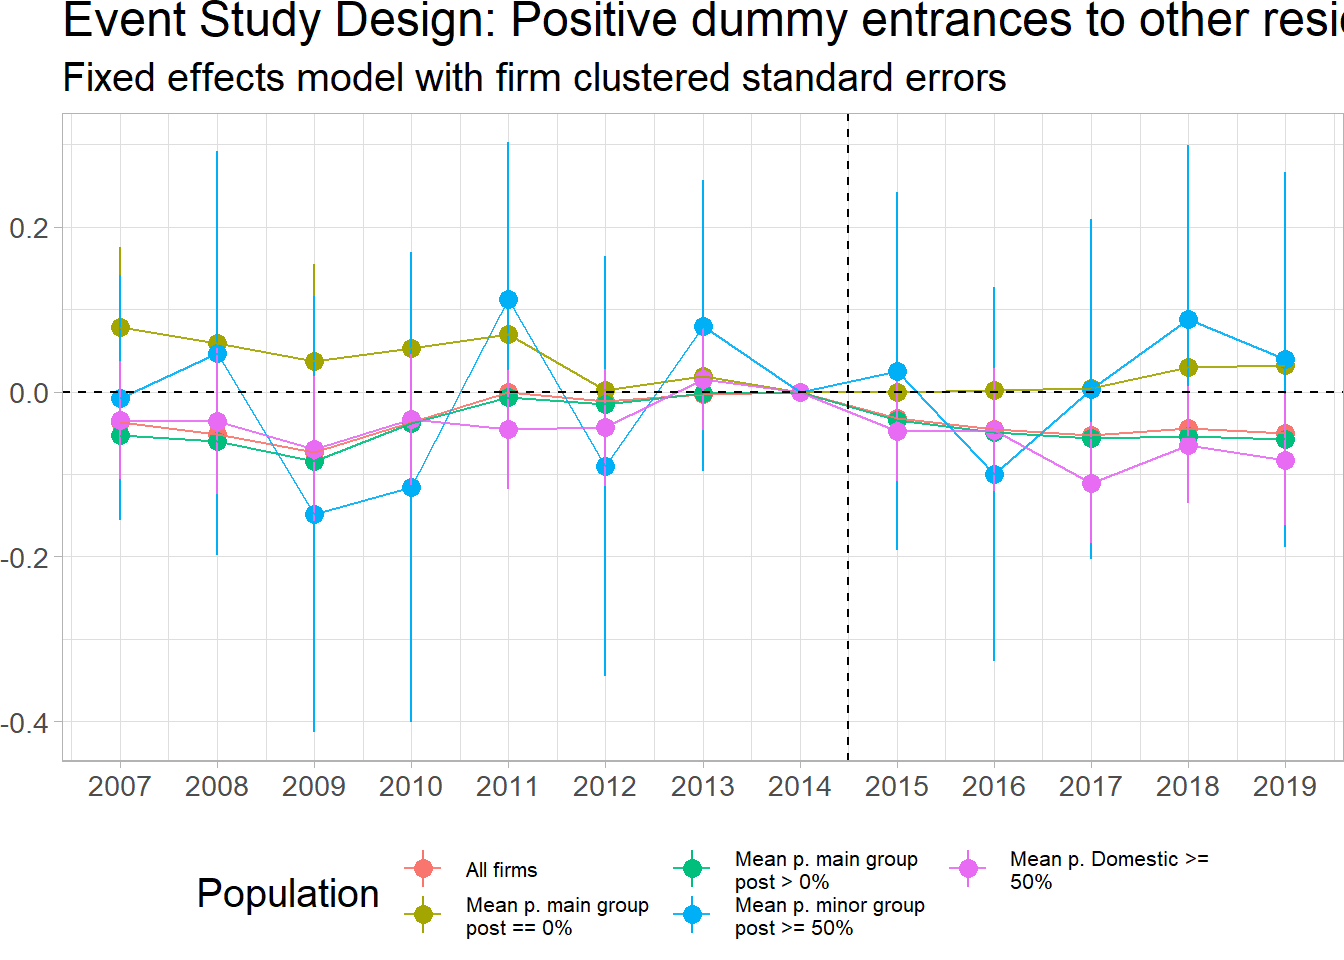 Event Study Design: Positive dummy entrances to other
Fixed effects model with firm clustered standard errors
0.2
0.0
-0.2
-0.4
2007 2008 2009 2010 2011 2012 2013 2014 2015 2016 2017 2018 2019
Population
All firms
Mean p. main group
post == 0%
Mean p. main group
post > 0%
Mean p. minor group
post >= 50%
Mean p. Domestic >=
50%